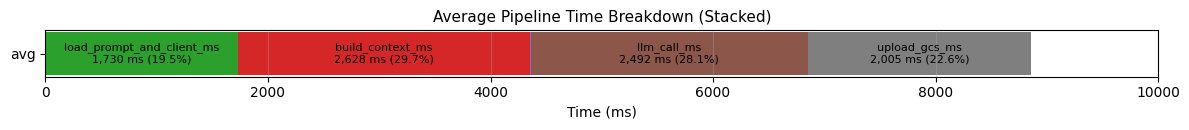 Average Pipeline Time Breakdown (Stacked)
avg
load_prompt_and_client_ms
1,730 ms (19.5%)
build_context_ms
2,628 ms (29.7%)
llm_call_ms
2,492 ms (28.1%)
upload_gcs_ms
2,005 ms (22.6%)
0 2000 4000 6000 8000 10000
Time (ms)